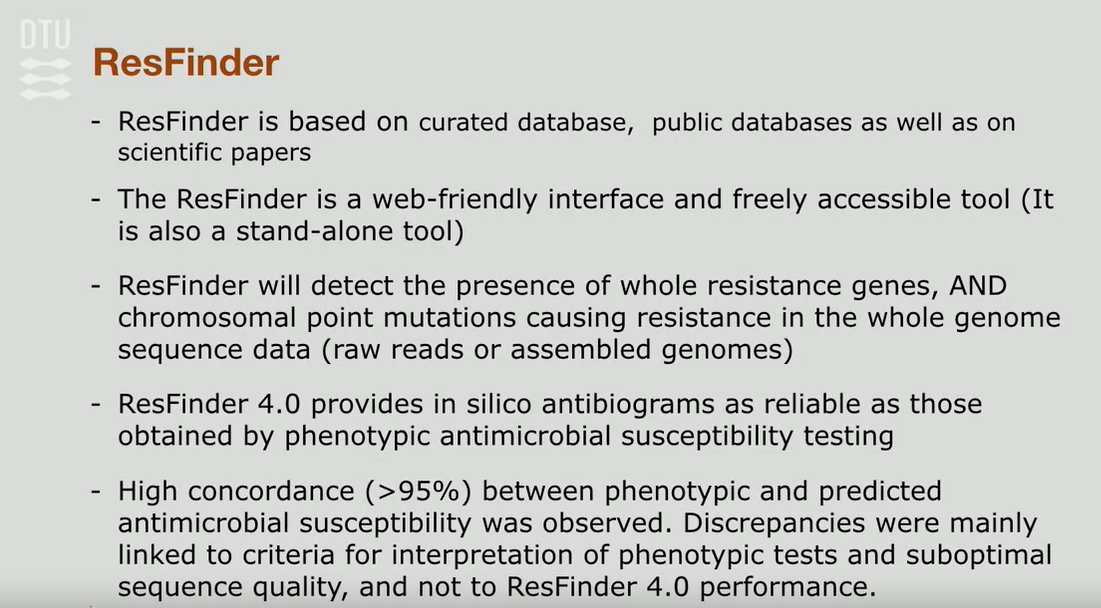 DTU
ResFinder
- ResFinder is based on curated database, public databases as well as on
scientific papers
- The ResFinder is a web-friendly interface and freely accessible tool (It
is also a stand-alone tool)
- ResFinder will detect the presence of whole resistance genes, AND
chromosomal point mutations causing resistance in the whole genome
sequence data (raw reads or assembled genomes)
- ResFinder 4.0 provides in silico antibiograms as reliable as those
obtained by phenotypic antimicrobial susceptibility testing
- High concordance (>95%) between phenotypic and predicted
antimicrobial susceptibility was observed. Discrepancies were mainly
linked to criteria for interpretation of phenotypic tests and suboptimal
sequence quality, and not to ResFinder 4.0 performance.